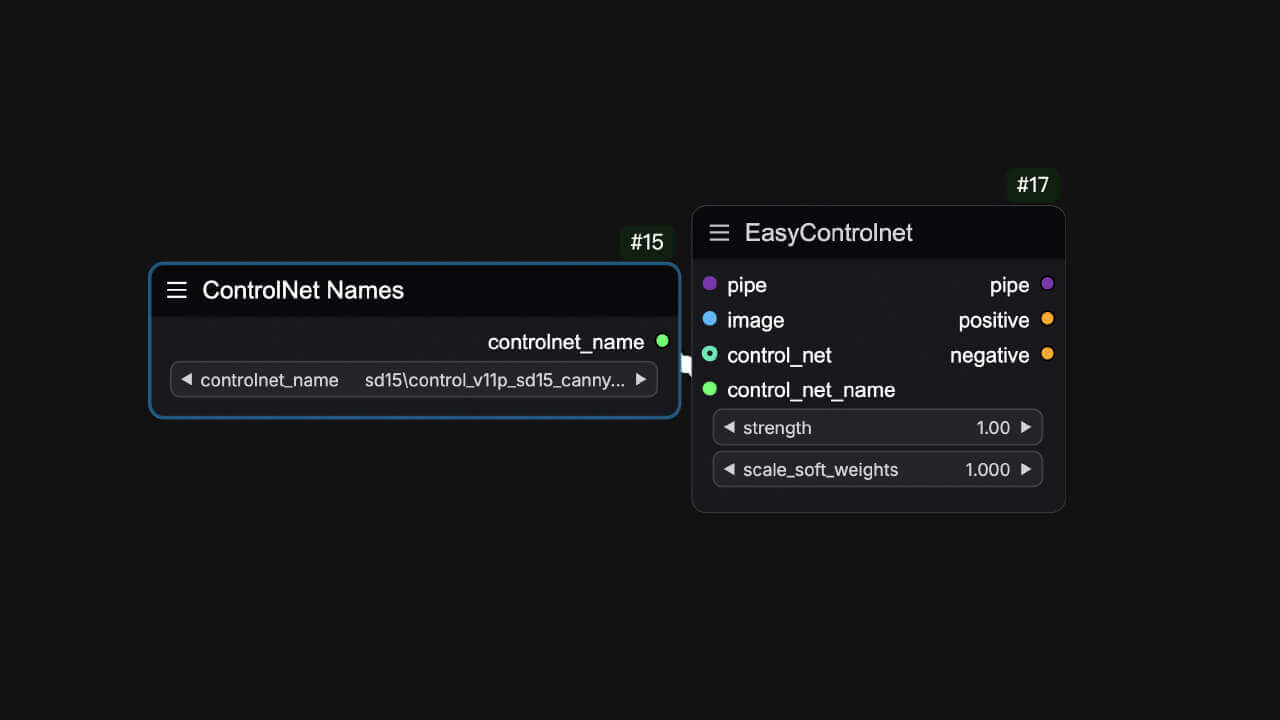 #15
ControlNet Names
controlnet_name
controlnet_name sd15\control_v11p_sd15_canny...
#17
EasyControlnet
pipe pipe
image positive
control_net negative
control_net_name
strength 1.00
scale_soft_weights 1.000